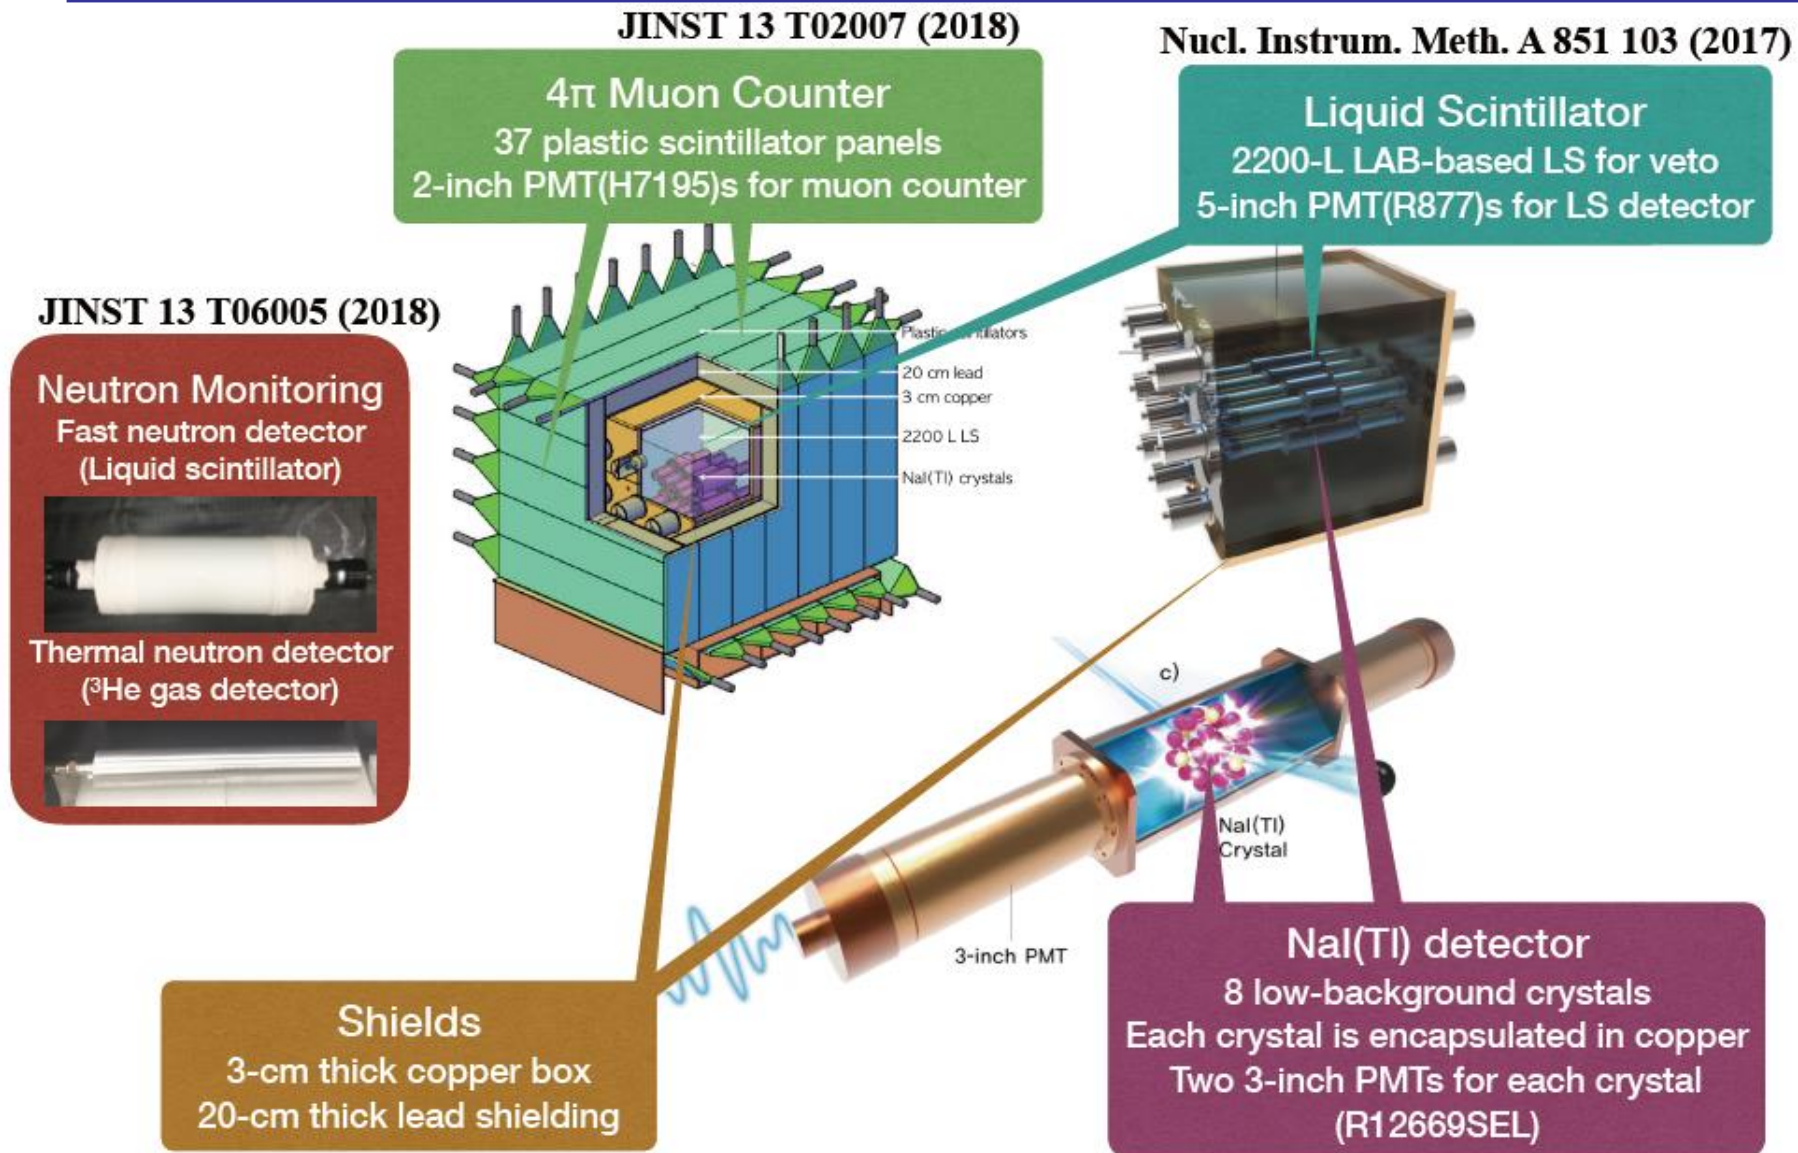 JINST 13 T02007 (2018)
Nucl. Instrum. Meth. A 851 103 (2017)
4π Muon Counter
37 plastic scintillator panels
2-inch PMT(H7195)s for muon counter
Liquid Scintillator
2200-L LAB-based LS for veto
5-inch PMT(R877)s for LS detector
JINST 13 T06005 (2018)
Neutron Monitoring
Fast neutron detector
(Liquid scintillator)
Thermal neutron detector
(³He gas detector)
20 cm lead
3 cm copper
2200 L LS
NaI(Tl) crystals
c)
NaI(Tl)
Crystal
3-inch PMT
Shields
3-cm thick copper box
20-cm thick lead shielding
NaI(Tl) detector
8 low-background crystals
Each crystal is encapsulated in copper
Two 3-inch PMTs for each crystal
(R12669SEL)